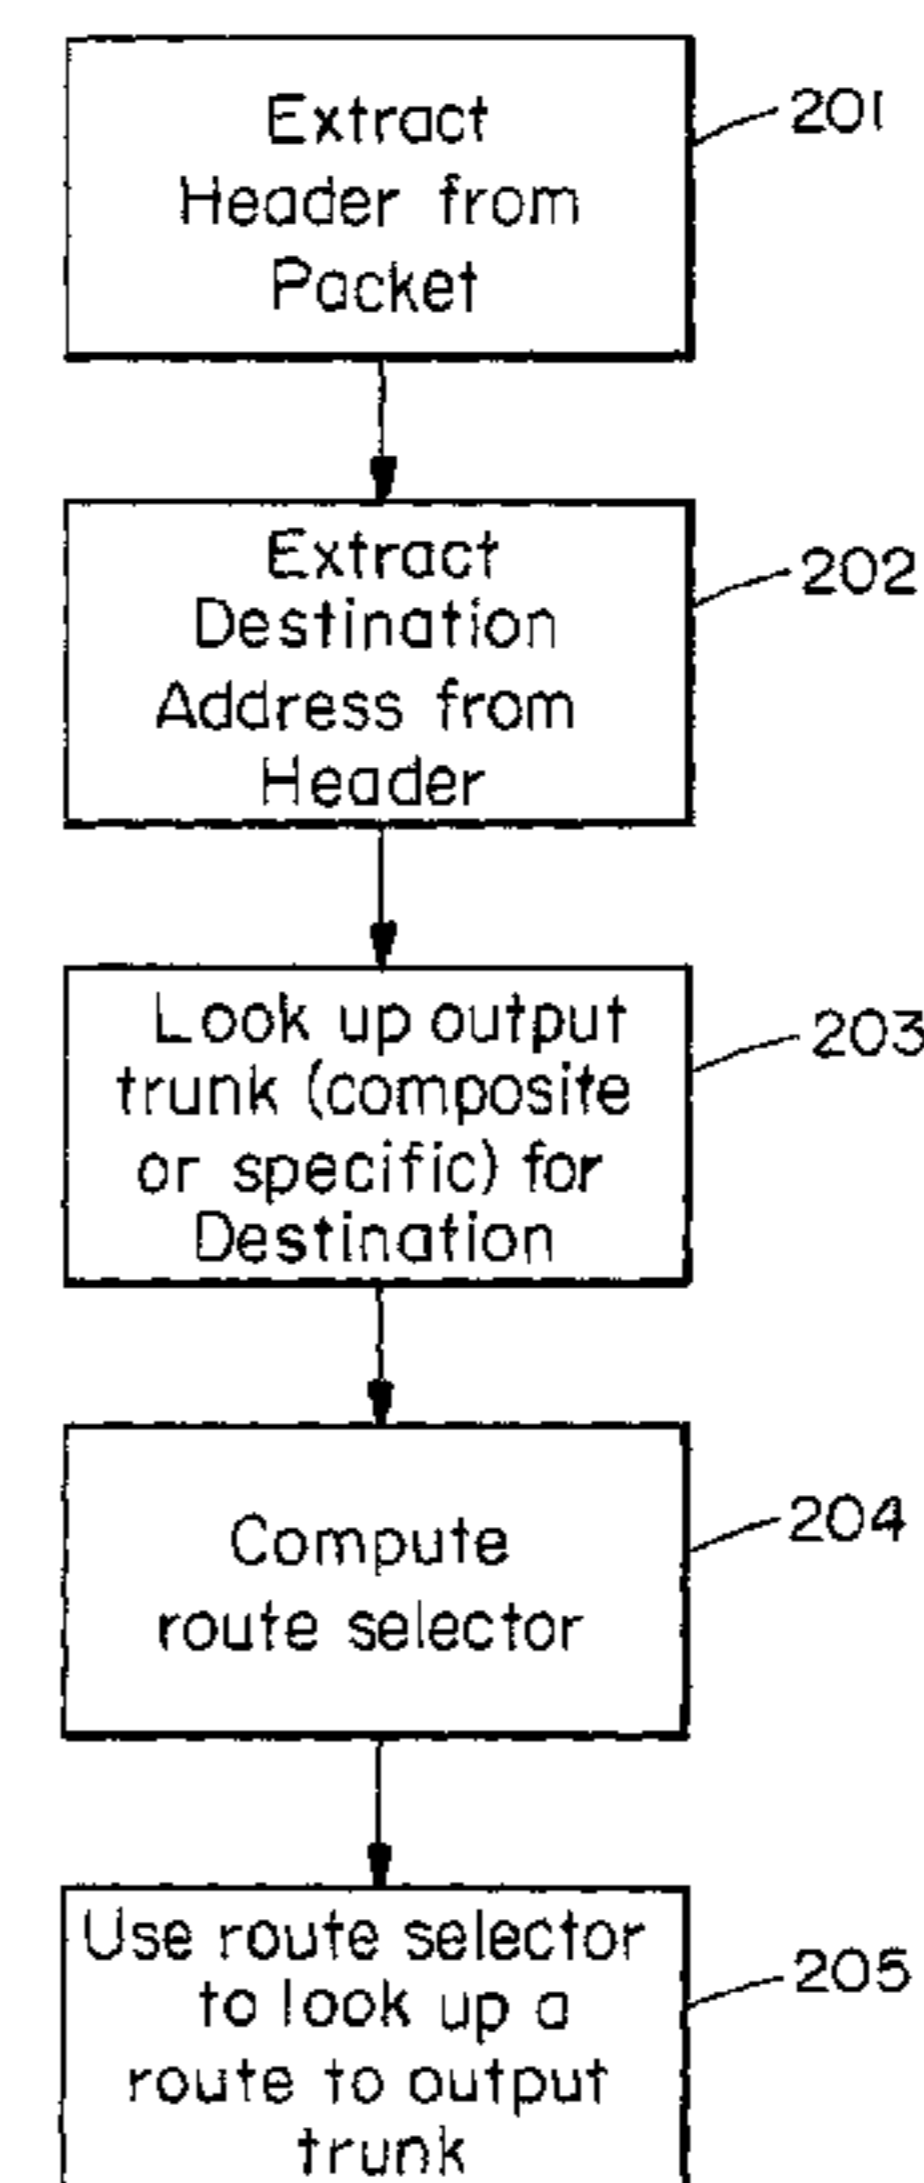 Extract
Header from
Packet
201
Extract
Destination
Address from
Header
202
Look up output
trunk (composite
or specific) for
Destination
203
Compute
route selector
204
Use route selector
to look up a
route to output
trunk
205